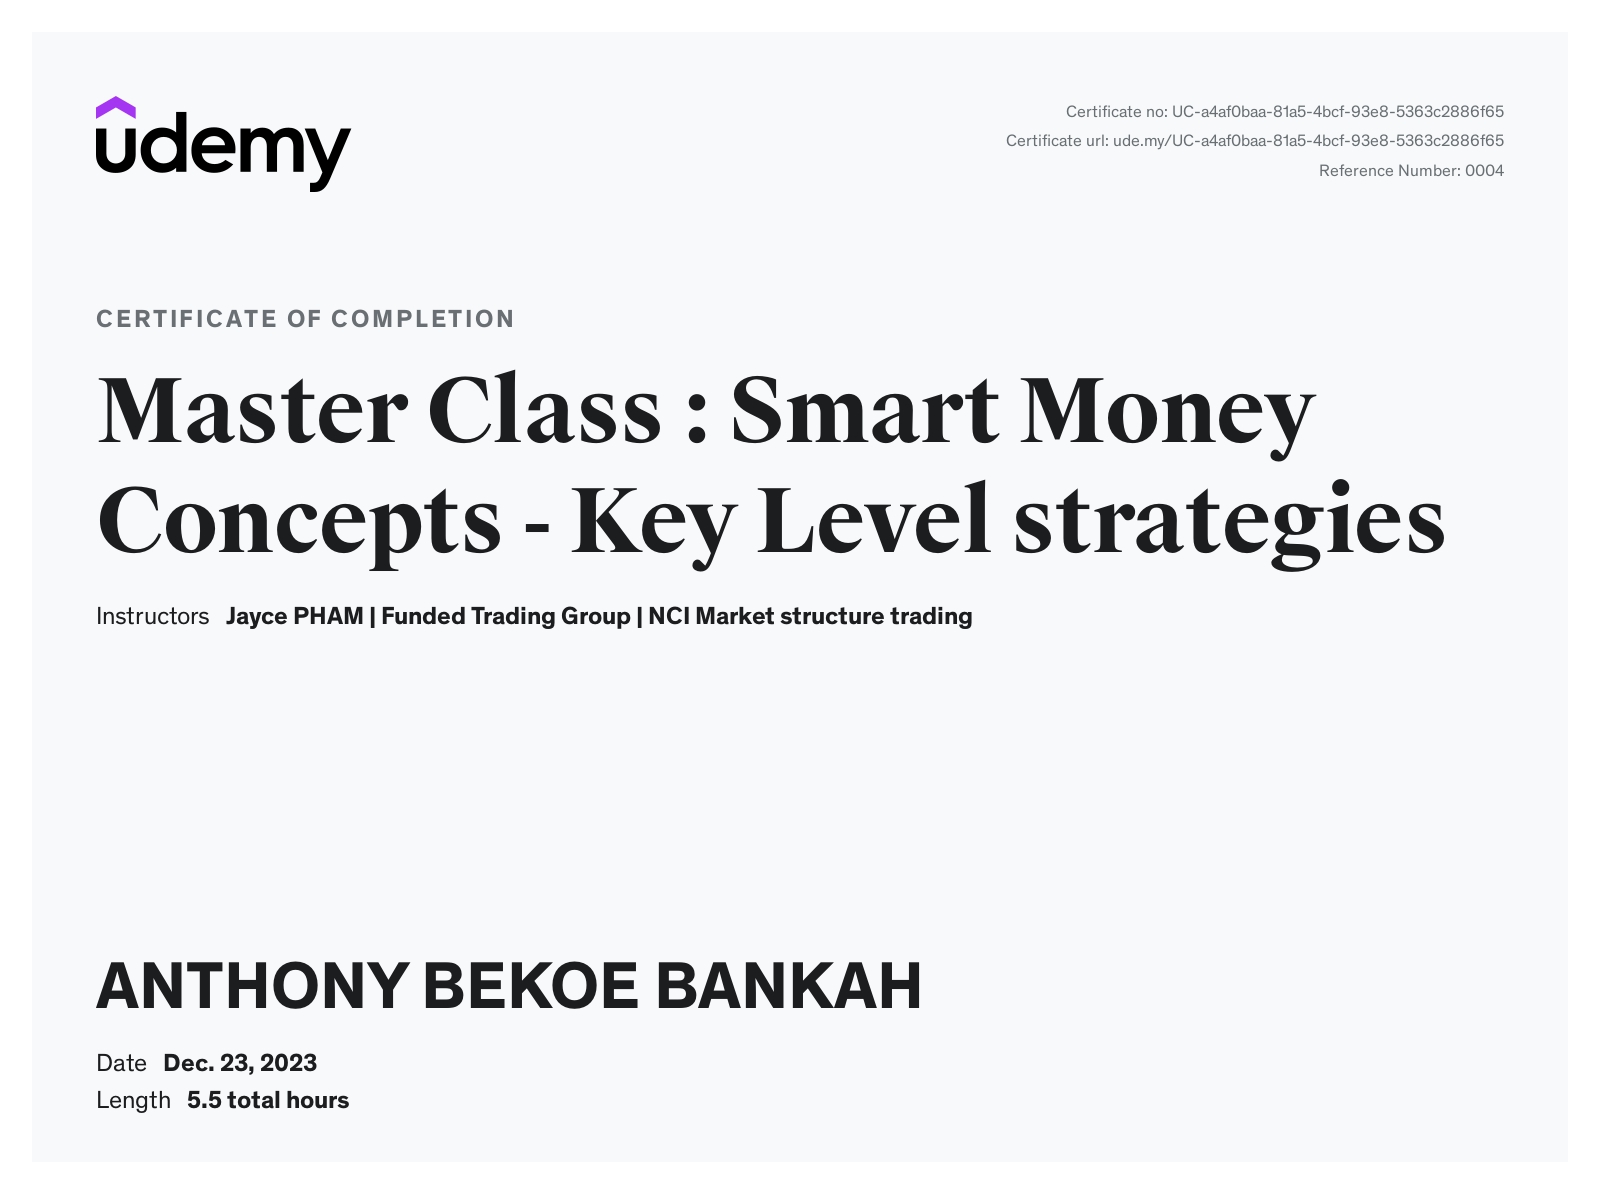 udemy
Certificate no: UC-a4af0baa-81a5-4bcf-93e8-5363c2886f65
Certificate url: ude.my/UC-a4af0baa-81a5-4bcf-93e8-5363c2886f65
Reference Number: 0004
CERTIFICATE OF COMPLETION
Master Class : Smart Money
Concepts - Key Level strategies
Instructors Jayce PHAM | Funded Trading Group | NCI Market structure trading
ANTHONY BEKOE BANKAH
Date Dec. 23, 2023
Length 5.5 total hours